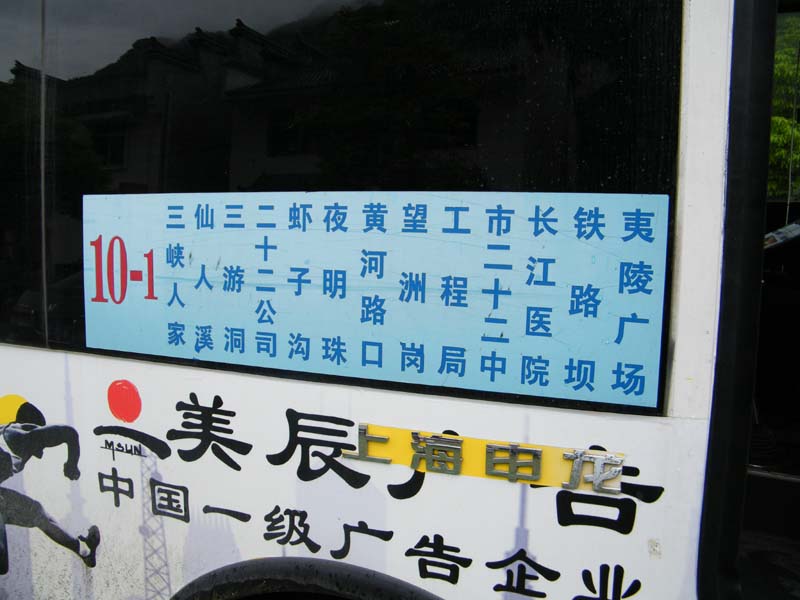 10-1
三峡人家
仙人溪
三游洞
二十二公司
虾子沟
夜明珠
黄河路口
望洲岗
工程局
市二十二中
长江医院
铁路坝
夷陵广场
MSUN
美辰广告
上海申龙
中国一级广告企业